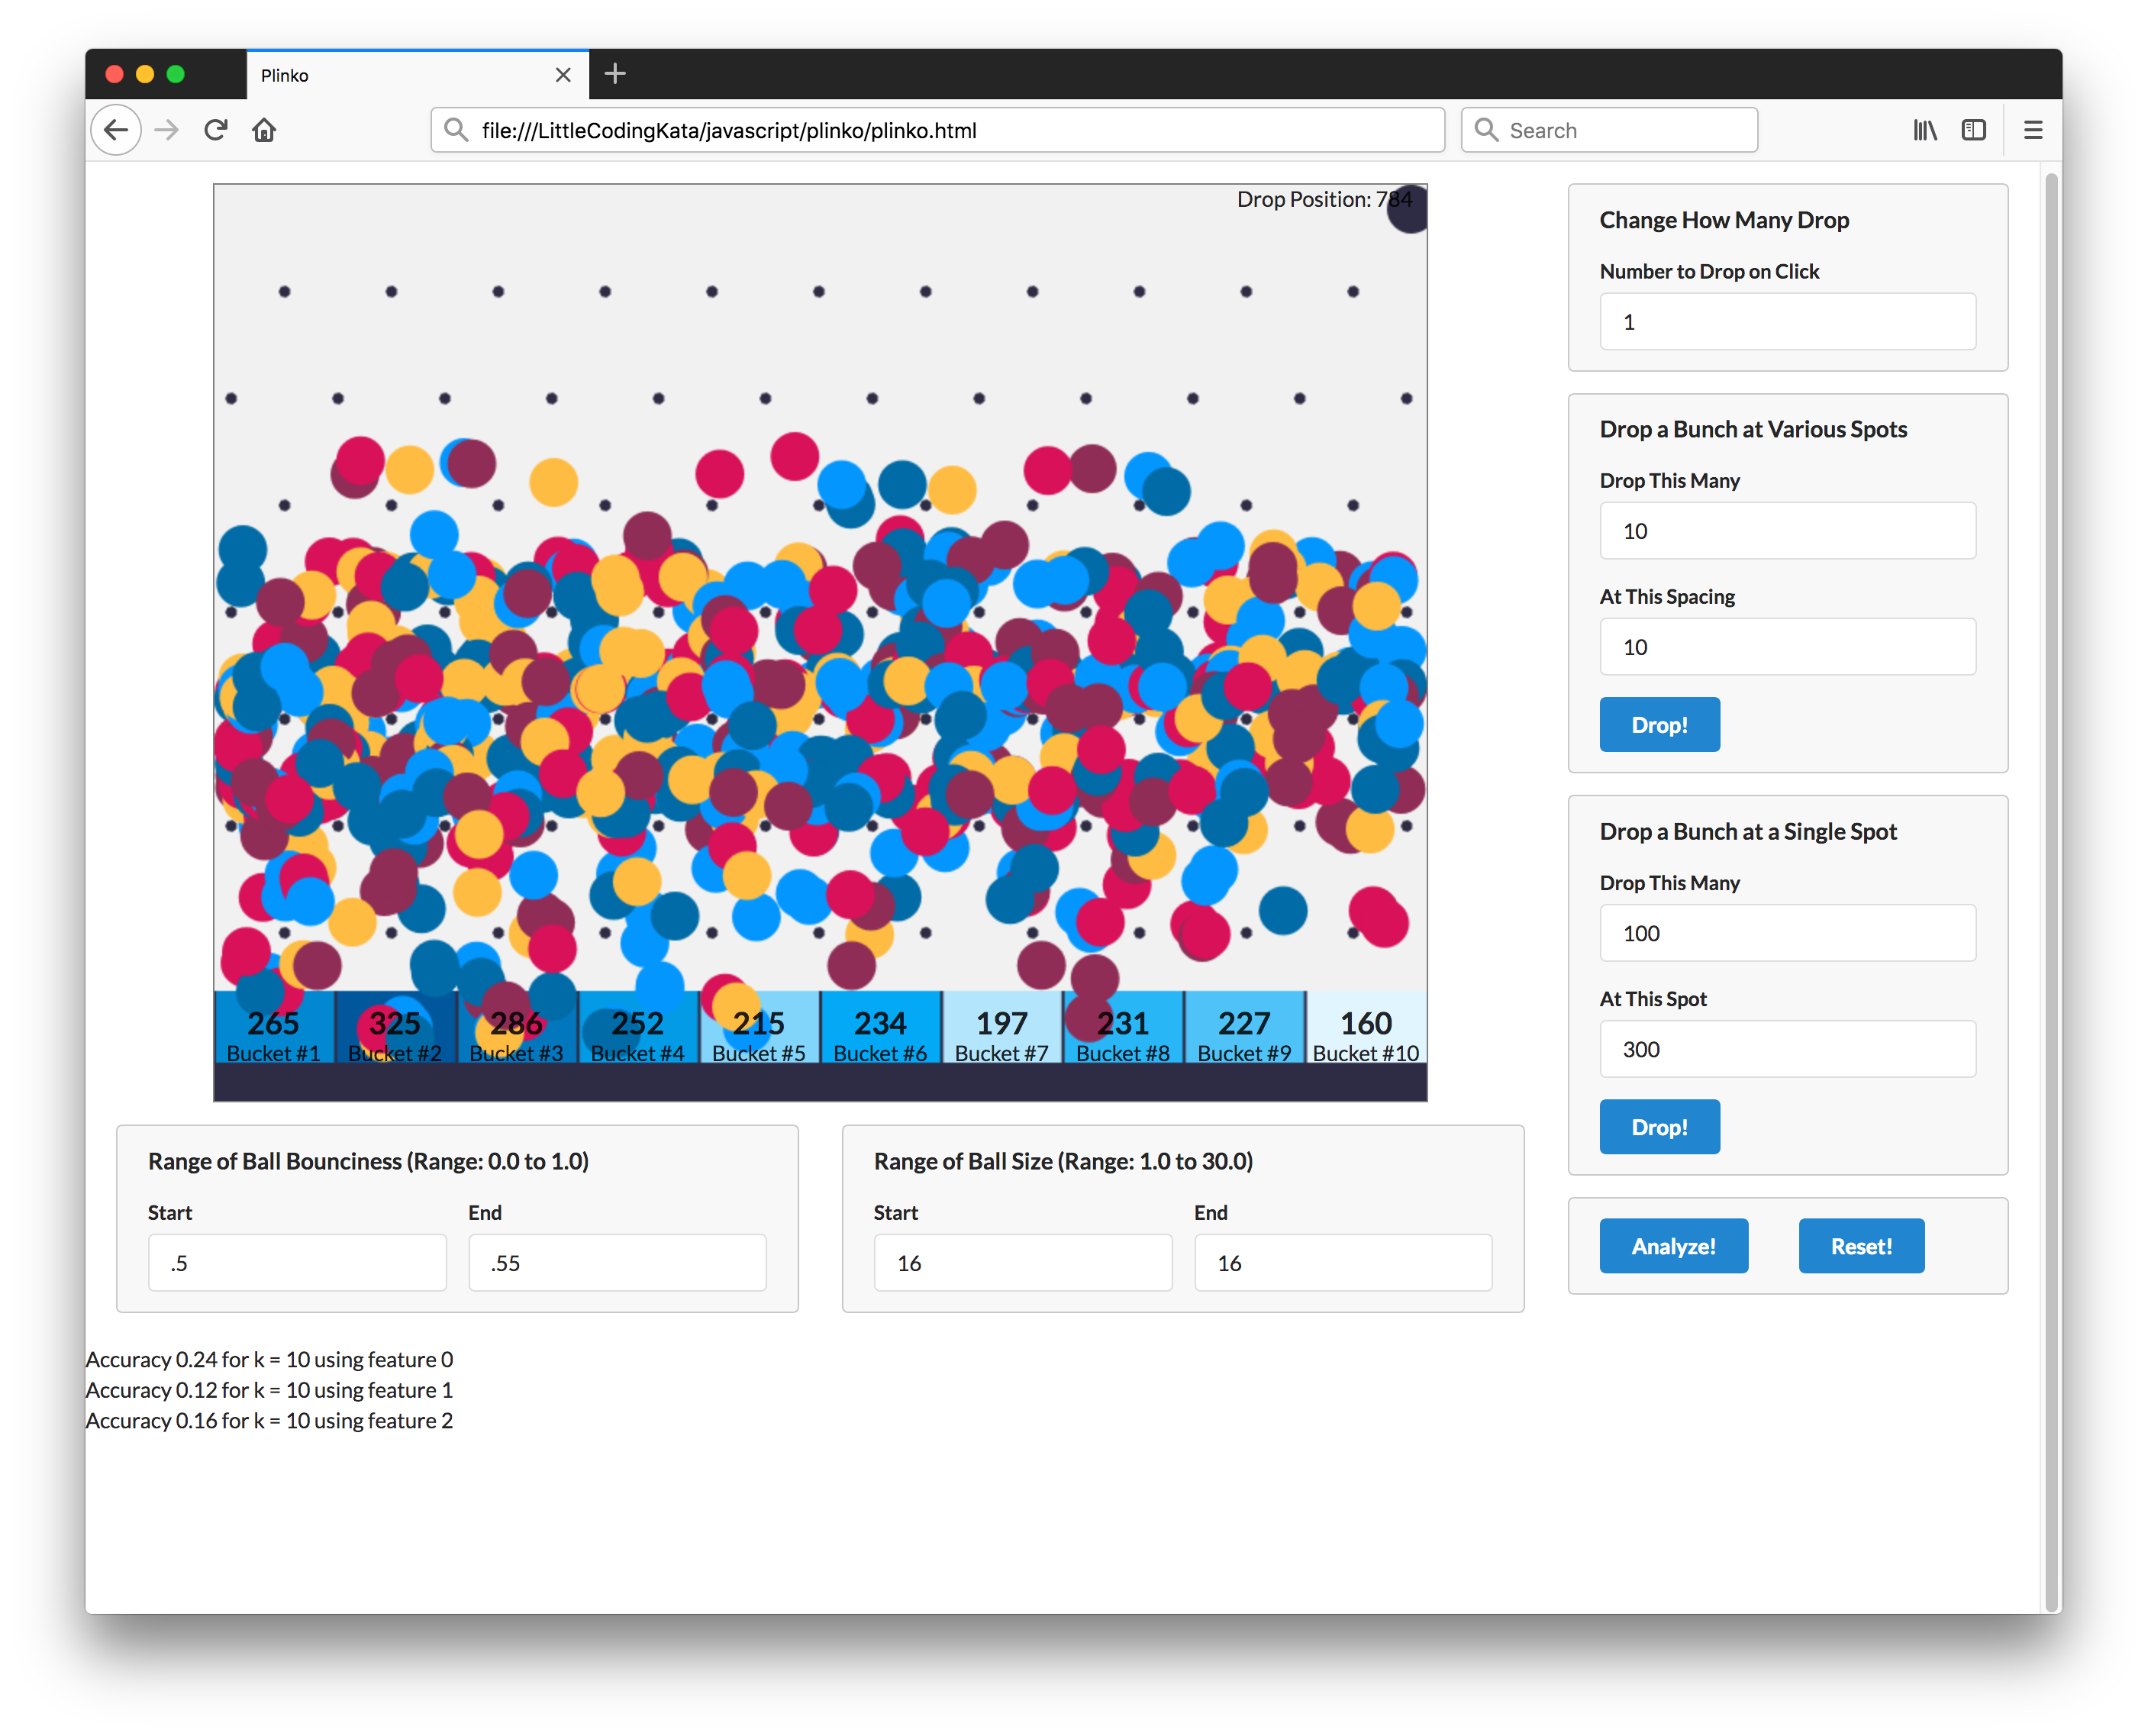 Plinko
file:///LittleCodingKata/javascript/plinko/plinko.html
Search
Drop Position: 784
265 325 286 252 215 234 197 231 227 160
Bucket #1 Bucket #2 Bucket #3 Bucket #4 Bucket #5 Bucket #6 Bucket #7 Bucket #8 Bucket #9 Bucket #10
Change How Many Drop
Number to Drop on Click
1
Drop a Bunch at Various Spots
Drop This Many
10
At This Spacing
10
Drop!
Drop a Bunch at a Single Spot
Drop This Many
100
At This Spot
300
Drop!
Analyze! Reset!
Range of Ball Bounciness (Range: 0.0 to 1.0)
Start End
.5 .55
Range of Ball Size (Range: 1.0 to 30.0)
Start End
16 16
Accuracy 0.24 for k = 10 using feature 0
Accuracy 0.12 for k = 10 using feature 1
Accuracy 0.16 for k = 10 using feature 2